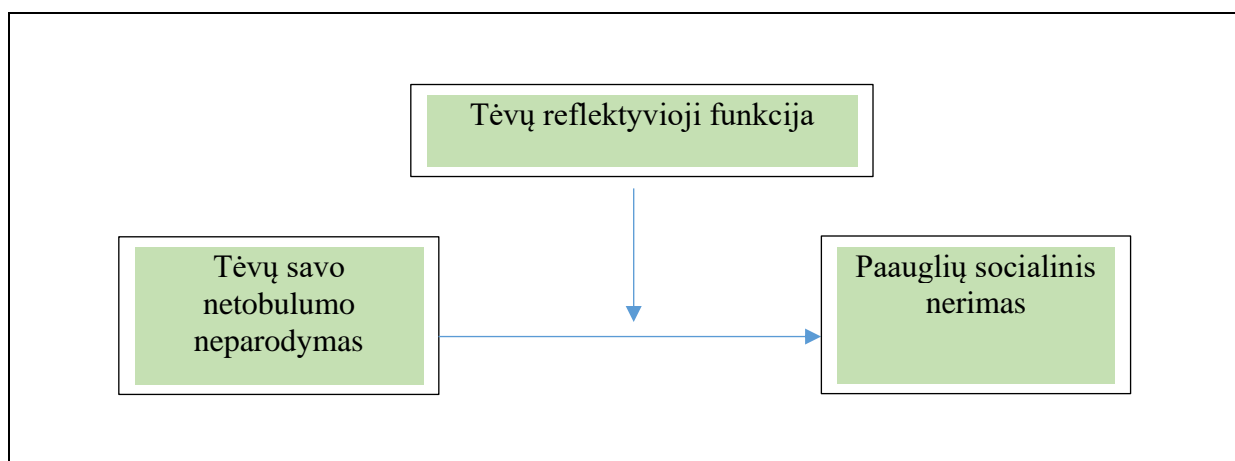 Tėvų reflektyvioji funkcija
Tėvų savo
netobulumo
neparodymas
Paauglių socialinis
nerimas